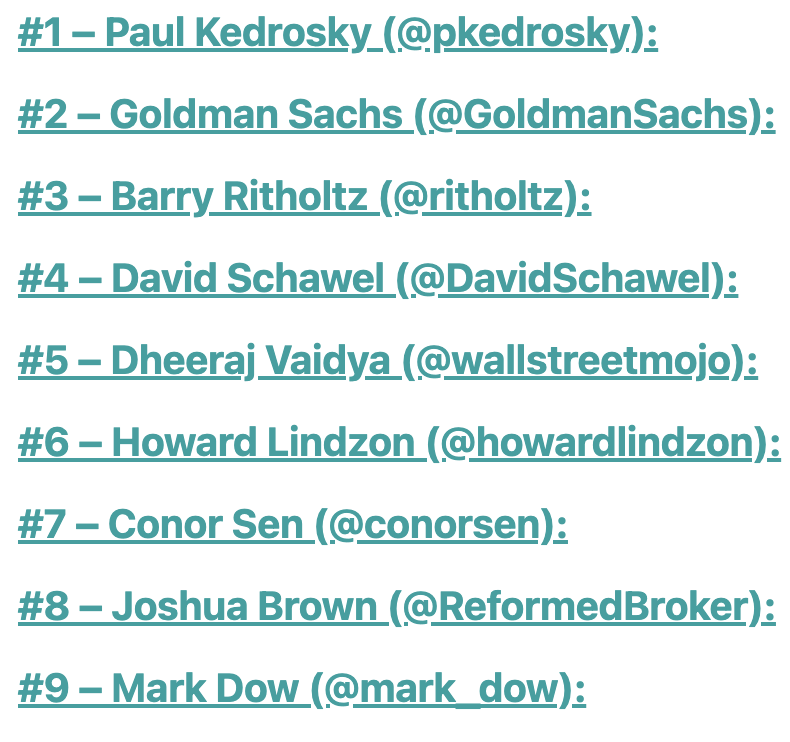 #1 – Paul Kedrosky (@pkedrosky):
#2 – Goldman Sachs (@GoldmanSachs):
#3 – Barry Ritholtz (@ritholtz):
#4 – David Schawel (@DavidSchawel):
#5 – Dheeraj Vaidya (@wallstreetmojo):
#6 – Howard Lindzon (@howardlindzon):
#7 – Conor Sen (@conorsen):
#8 – Joshua Brown (@ReformedBroker):
#9 – Mark Dow (@mark_dow):